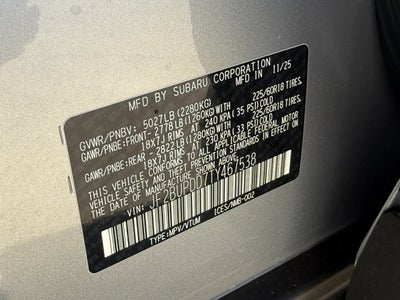 MFD BY SUBARU CORPORATION
MFD IN 11/25
GVWR/PNBV: 5027LB(2280KG)
GAWR/PNBE:FRONT- 2778LB(1260KG)WITH 225/60R18 TIRES,
18X7J RIMS AT 240 KPA(35 PSI)COLD
GAWR/PNBE:REAR - 2822LB(1280KG)WITH 225/60R18 TIRES,
18X7J RIMS AT 230 KPA(33 PSI)COLD
THIS VEHICLE CONFORMS TO ALL APPLICABLE FEDERAL MOTOR
VEHICLE SAFETY AND THEFT PREVENTION STANDARDS IN EFFECT
ON THE DATE OF MANUFACTURE SHOWN ABOVE.
VIN:
TYPE:MPV/VTUM ICES/NMB-002